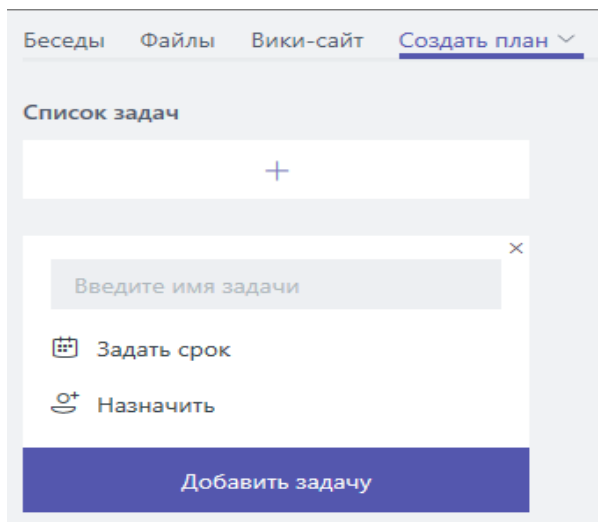 Беседы Файлы Вики-сайт Создать план
Список задач
+
Введите имя задачи
Задать срок
Назначить
Добавить задачу